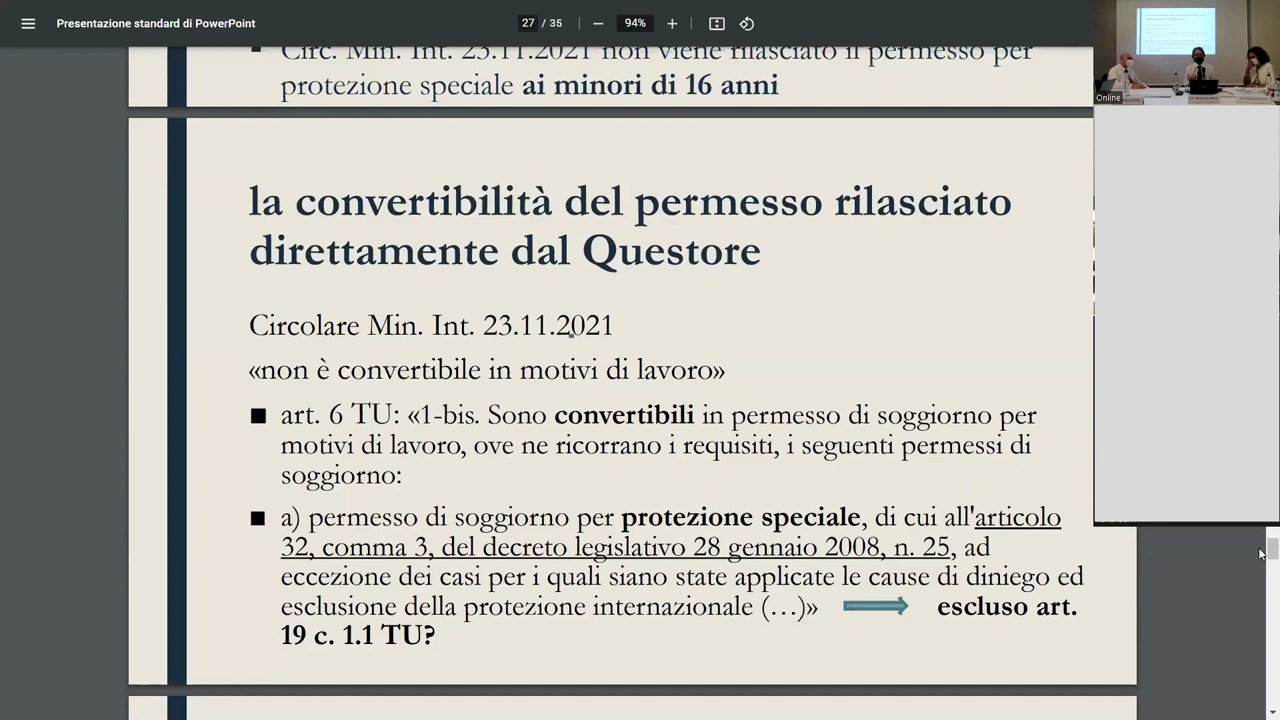 Presentazione standard di PowerPoint
27 / 35
94%
Circ. Min. Int. 23.11.2021 non viene rilasciato il permesso per
protezione speciale ai minori di 16 anni
la convertibilità del permesso rilasciato
direttamente dal Questore
Circolare Min. Int. 23.11.2021
«non è convertibile in motivi di lavoro»
■ art. 6 TU: «1-bis. Sono convertibili in permesso di soggiorno per
motivi di lavoro, ove ne ricorrano i requisiti, i seguenti permessi di
soggiorno:
■ a) permesso di soggiorno per protezione speciale, di cui all'articolo
32, comma 3, del decreto legislativo 28 gennaio 2008, n. 25, ad
eccezione dei casi per i quali siano state applicate le cause di diniego ed
esclusione della protezione internazionale (…)» escluso art.
19 c. 1.1 TU?
Online